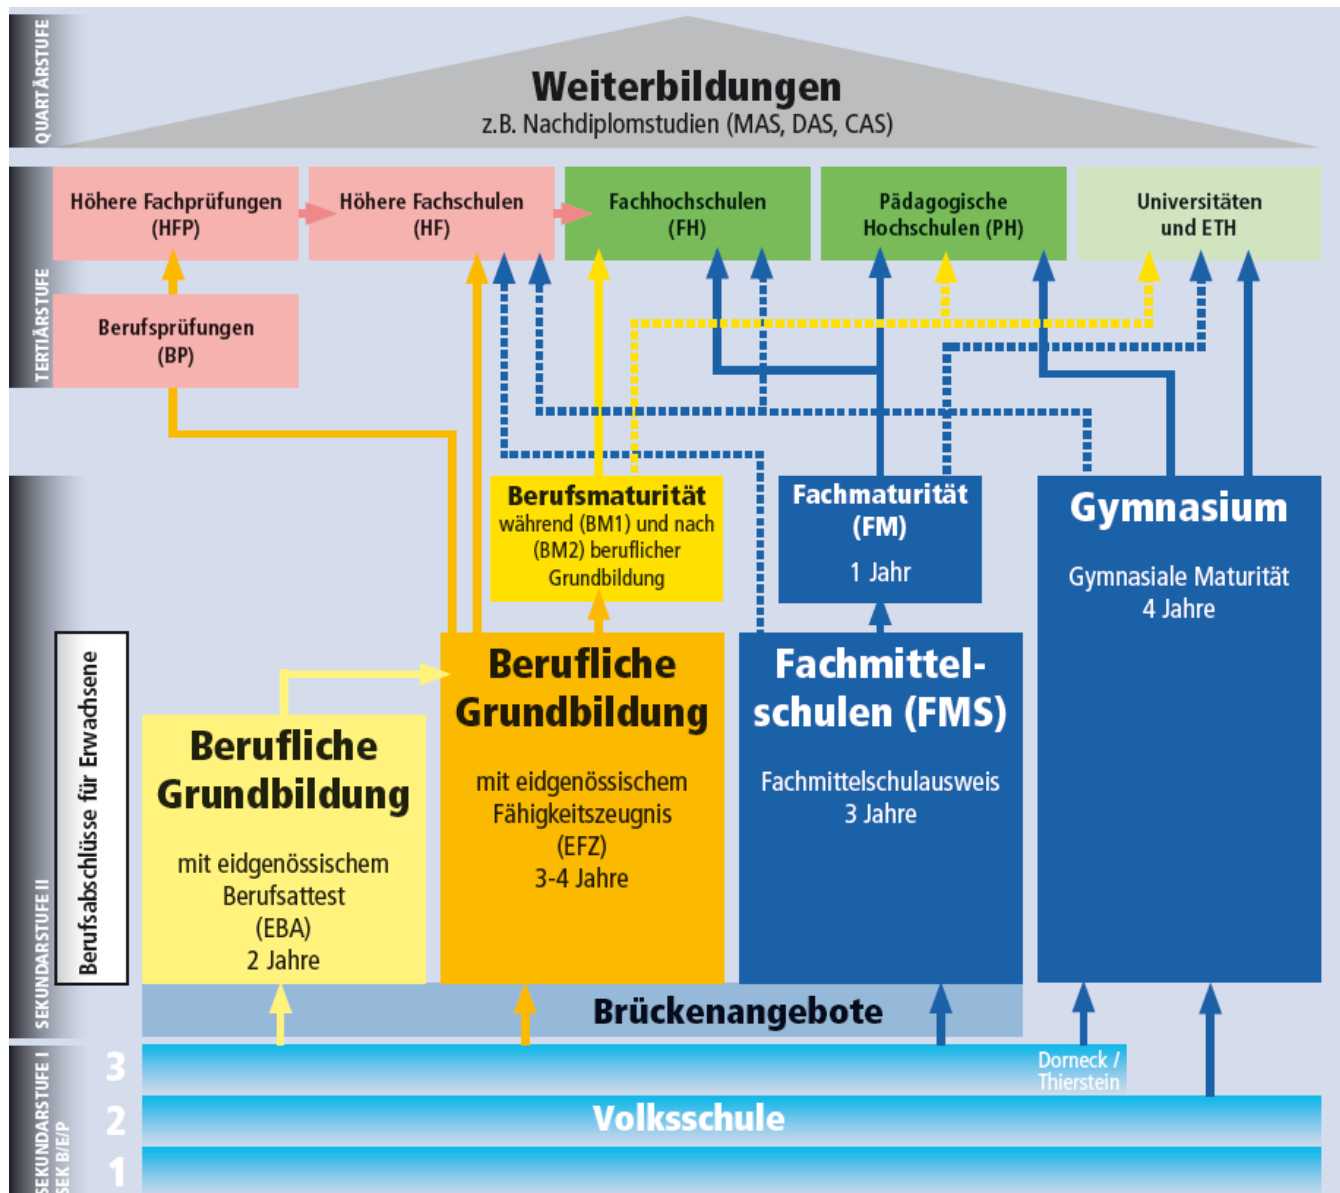 QUARTÄRSTUFE
Weiterbildungen
z.B. Nachdiplomstudien (MAS, DAS, CAS)
TERTIÄRSTUFE
Höhere Fachprüfungen
(HFP)
Höhere Fachschulen
(HF)
Fachhochschulen
(FH)
Pädagogische
Hochschulen (PH)
Universitäten
und ETH
Berufsprüfungen
(BP)
SEKUNDARSTUFE II
Berufsabschlüsse für Erwachsene
Berufsmaturität
während (BM1) und nach
(BM2) beruflicher
Grundbildung
Fachmaturität
(FM)
1 Jahr
Gymnasium
Gymnasiale Maturität
4 Jahre
Berufliche
Grundbildung
mit eidgenössischem
Berufsattest
(EBA)
2 Jahre
Berufliche
Grundbildung
mit eidgenössischem
Fähigkeitszeugnis
(EFZ)
3-4 Jahre
Fachmittel-
schulen (FMS)
Fachmittelschulausweis
3 Jahre
Brückenangebote
SEKUNDARSTUFE I
SEK B/E/P
3
Dorneck /
Thierstein
2
Volksschule
1